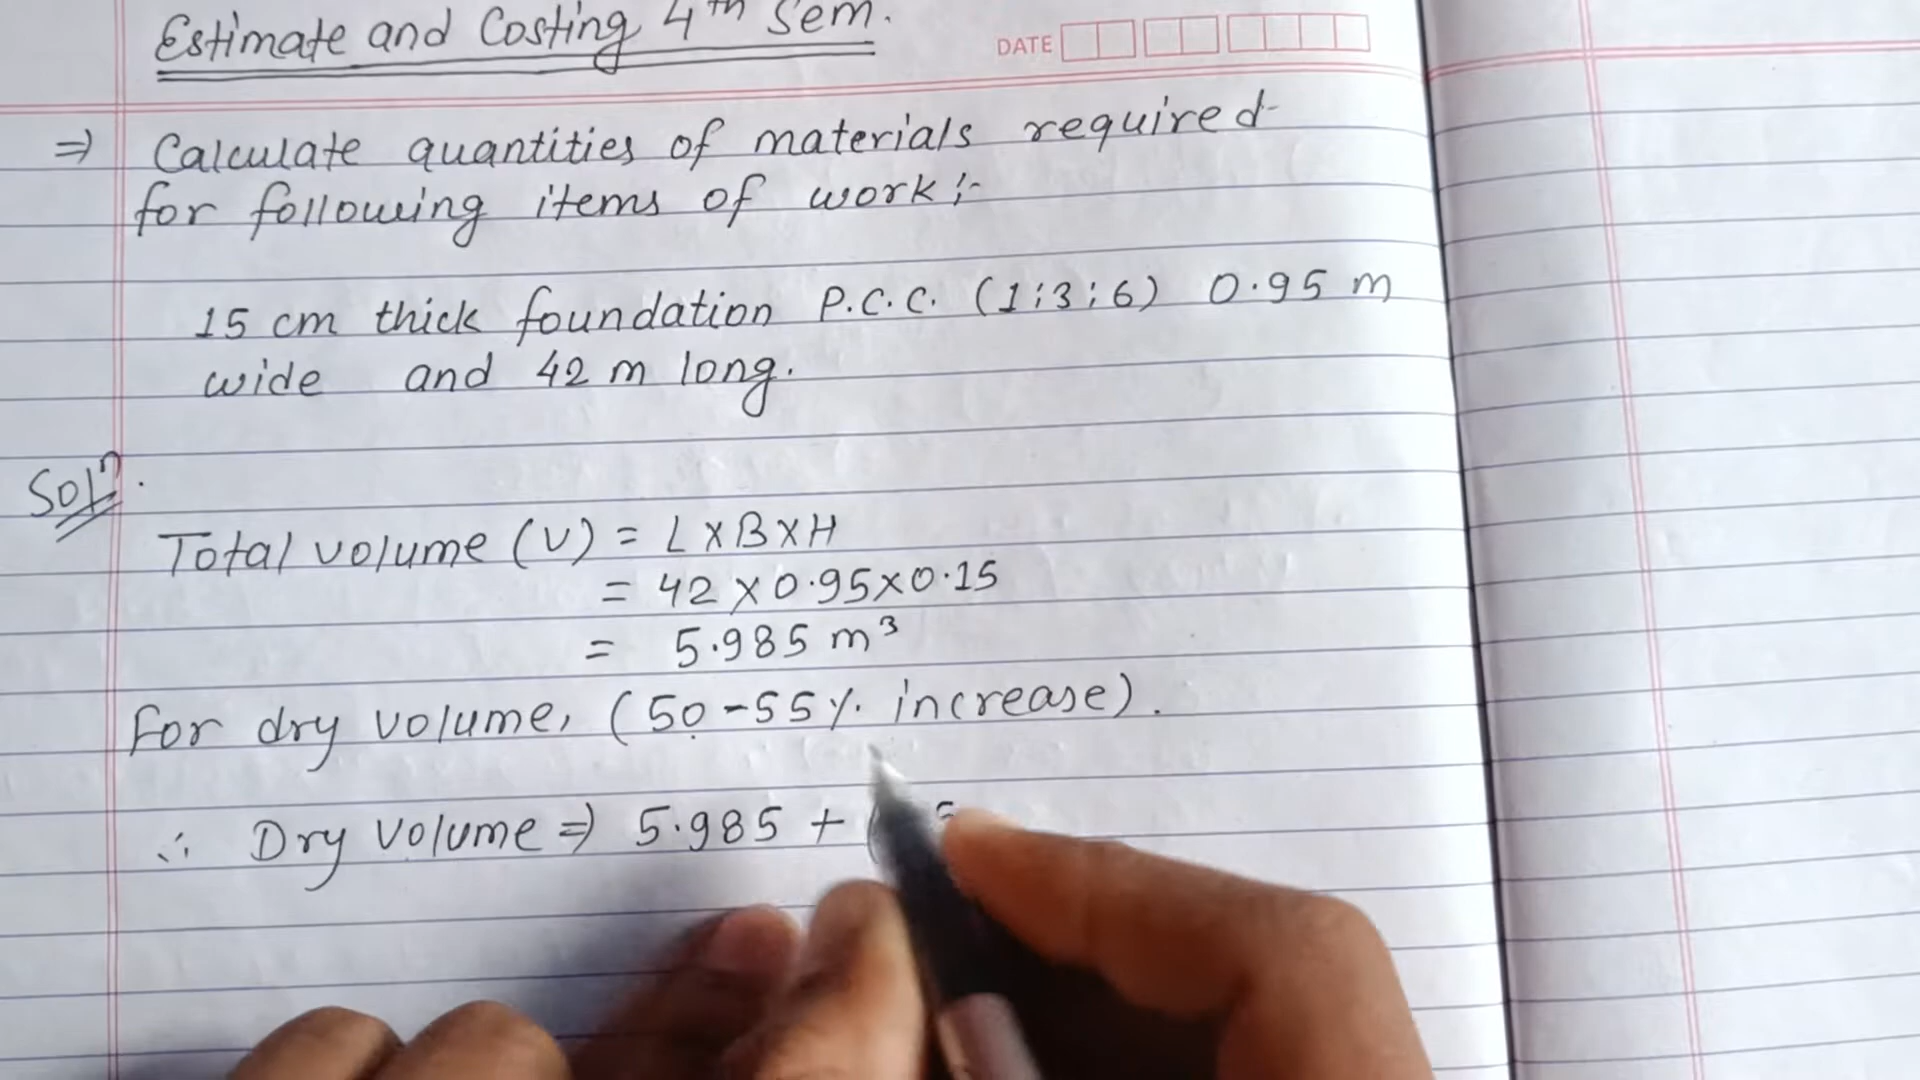 Estimate and Costing 4th Sem.
DATE
⇒ Calculate quantities of materials required
for following items of work :-
15 cm thick foundation P.C.C. (1:3:6) 0.95 m
wide and 42 m long.
Solⁿ.
Total volume (V) = L×B×H
= 42 × 0.95×0.15
= 5.985 m³
For dry volume, (50-55% increase).
∴ Dry volume ⇒ 5.985 + (